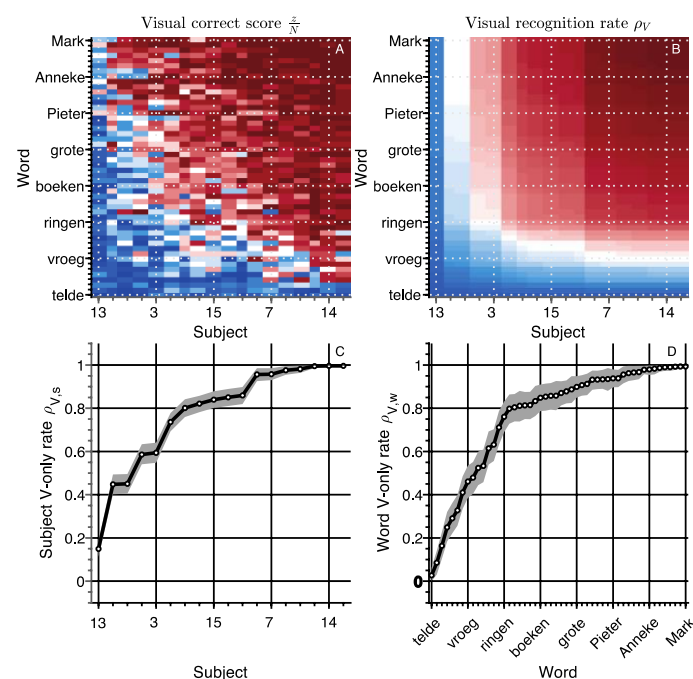 Visual correct score z/N
A
Mark
Anneke
Pieter
grote
boeken
ringen
vroeg
telde
Word
13 3 15 7 14
Subject
Visual recognition rate ρV
B
Mark
Anneke
Pieter
grote
boeken
ringen
vroeg
telde
Word
13 3 15 7 14
Subject
C
1
0.8
0.6
0.4
0.2
0
Subject V-only rate ρV,s
13 3 15 7 14
Subject
D
1
0.8
0.6
0.4
0.2
0
Word V-only rate ρV,w
telde vroeg ringen boeken grote Pieter Anneke Mark
Word